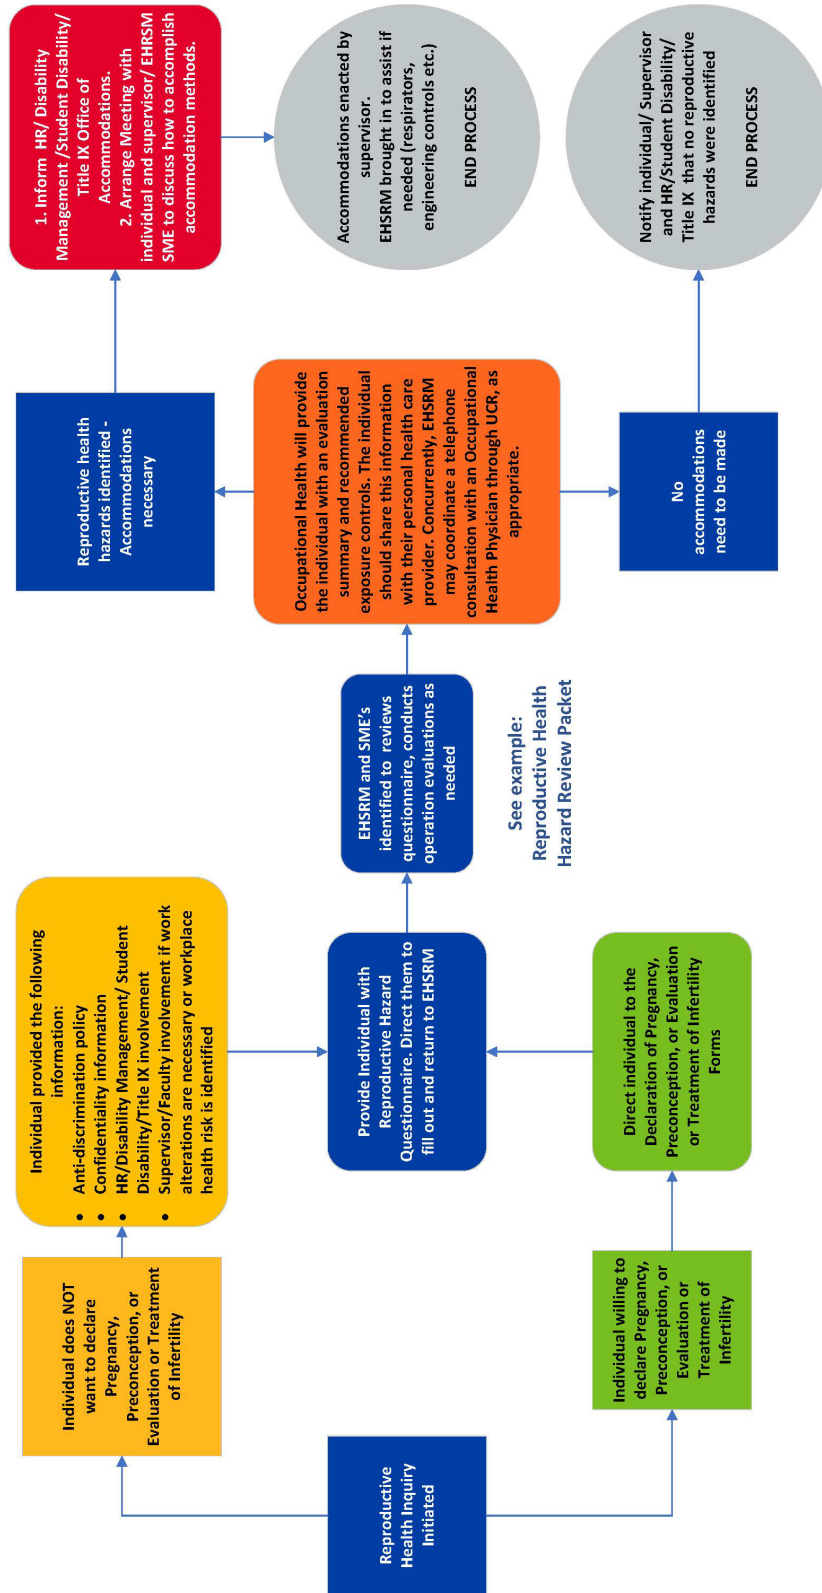 Reproductive
Health Inquiry
Initiated
Individual does NOT
want to declare
Pregnancy,
Preconception, or
Evaluation or Treatment
of Infertility
Individual provided the following
information:
• Anti-discrimination policy
• Confidentiality information
• HR/Disability Management/ Student
Disability/Title IX involvement
• Supervisor/Faculty involvement if work
alterations are necessary or workplace
health risk is identified
Individual willing to
declare Pregnancy,
Preconception, or
Evaluation or
Treatment of
Infertility
Direct individual to the
Declaration of Pregnancy,
Preconception, or Evaluation
or Treatment of Infertility
Forms
Provide Individual with
Reproductive Hazard
Questionnaire. Direct them to
fill out and return to EHSRM
EHSRM and SME's
identified to reviews
questionnaire, conducts
operation evaluations as
needed
See example:
Reproductive Health
Hazard Review Packet
Occupational Health will provide
the individual with an evaluation
summary and recommended
exposure controls. The individual
should share this information
with their personal health care
provider. Concurrently, EHSRM
may coordinate a telephone
consultation with an Occupational
Health Physician through UCR, as
appropriate.
Reproductive health
hazards identified -
Accommodations
necessary
1. Inform HR/ Disability
Management /Student Disability/
Title IX Office of
Accommodations.
2. Arrange Meeting with
individual and supervisor/ EHRSM
SME to discuss how to accomplish
accommodation methods.
Accommodations enacted by
supervisor.
EHSRM brought in to assist if
needed (respirators,
engineering controls etc.)
END PROCESS
No
accommodations
need to be made
Notify individual/ Supervisor
and HR/Student Disability/
Title IX that no reproductive
hazards were identified
END PROCESS